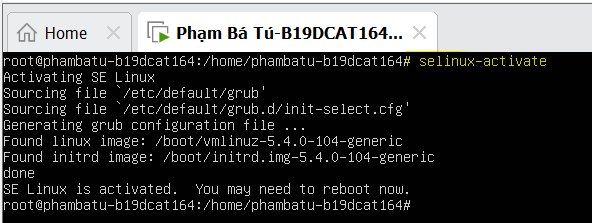 Home
Phạm Bá Tú-B19DCAT164...
root@phambatu-b19dcat164:/home/phambatu-b19dcat164# selinux-activate
Activating SE Linux
Sourcing file `/etc/default/grub'
Sourcing file `/etc/default/grub.d/init-select.cfg'
Generating grub configuration file ...
Found linux image: /boot/vmlinuz-5.4.0-104-generic
Found initrd image: /boot/initrd.img-5.4.0-104-generic
done
SE Linux is activated.  You may need to reboot now.
root@phambatu-b19dcat164:/home/phambatu-b19dcat164#